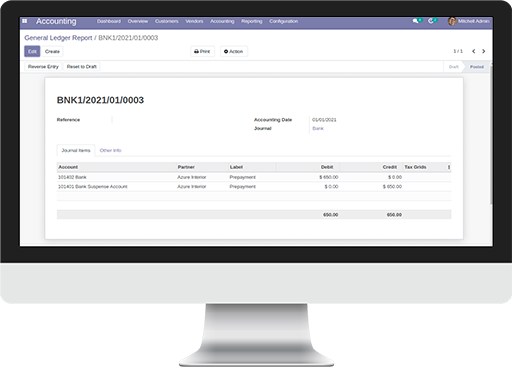 Accounting Dashboard Overview Customers Vendors Accounting Reporting Configuration Mitchell Admin
General Ledger Report / BNK1/2021/01/0003
Edit Create Print Action 1 / 1
Reverse Entry Reset to Draft Draft Posted
BNK1/2021/01/0003
Reference Accounting Date 01/01/2021
Journal Bank
Journal Items Other Info
Account Partner Label Debit Credit Tax Grids
101402 Bank Azure Interior Prepayment $ 650.00 $ 0.00
101401 Bank Suspense Account Azure Interior Prepayment $ 0.00 $ 650.00
650.00 650.00